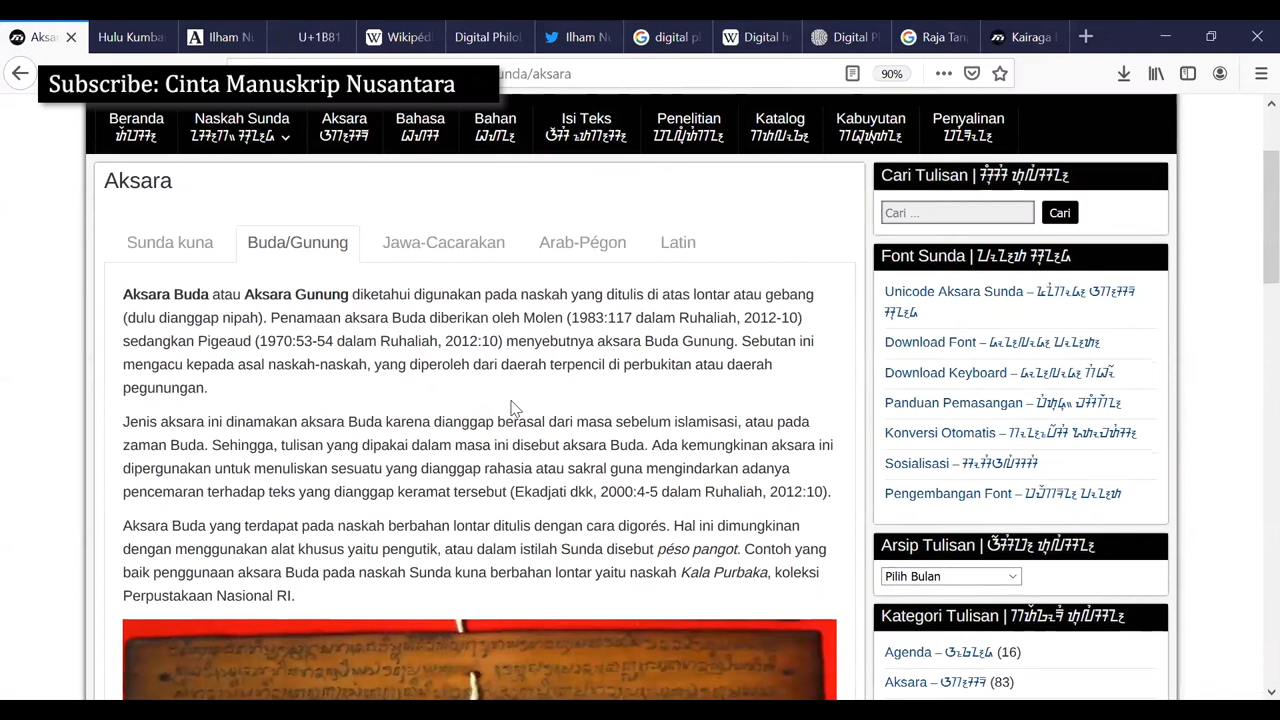 Aksa
Hulu Kumba
Ilham Nu
U+1B81
Wikipéd
Digital Philo
Ilham Nu
digital p
Digital h
Digital P
Raja Tan
Kairaga
Subscribe: Cinta Manuskrip Nusantara
unda/aksara
90%
Beranda
Naskah Sunda
Aksara
Bahasa
Bahan
Isi Teks
Penelitian
Katalog
Kabuyutan
Penyalinan
Aksara
Sunda kuna
Buda/Gunung
Jawa-Cacarakan
Arab-Pégon
Latin
Aksara Buda atau Aksara Gunung diketahui digunakan pada naskah yang ditulis di atas lontar atau gebang
(dulu dianggap nipah). Penamaan aksara Buda diberikan oleh Molen (1983:117 dalam Ruhaliah, 2012-10)
sedangkan Pigeaud (1970:53-54 dalam Ruhaliah, 2012:10) menyebutnya aksara Buda Gunung. Sebutan ini
mengacu kepada asal naskah-naskah, yang diperoleh dari daerah terpencil di perbukitan atau daerah
pegunungan.
Jenis aksara ini dinamakan aksara Buda karena dianggap berasal dari masa sebelum islamisasi, atau pada
zaman Buda. Sehingga, tulisan yang dipakai dalam masa ini disebut aksara Buda. Ada kemungkinan aksara ini
dipergunakan untuk menuliskan sesuatu yang dianggap rahasia atau sakral guna mengindarkan adanya
pencemaran terhadap teks yang dianggap keramat tersebut (Ekadjati dkk, 2000:4-5 dalam Ruhaliah, 2012:10).
Aksara Buda yang terdapat pada naskah berbahan lontar ditulis dengan cara digorés. Hal ini dimungkinan
dengan menggunakan alat khusus yaitu pengutik, atau dalam istilah Sunda disebut péso pangot. Contoh yang
baik penggunaan aksara Buda pada naskah Sunda kuna berbahan lontar yaitu naskah Kala Purbaka, koleksi
Perpustakaan Nasional RI.
Cari Tulisan |
Cari ...
Cari
Font Sunda |
Unicode Aksara Sunda –
Download Font –
Download Keyboard –
Panduan Pemasangan –
Konversi Otomatis –
Sosialisasi –
Pengembangan Font –
Arsip Tulisan |
Pilih Bulan
Kategori Tulisan |
Agenda – (16)
Aksara – (83)